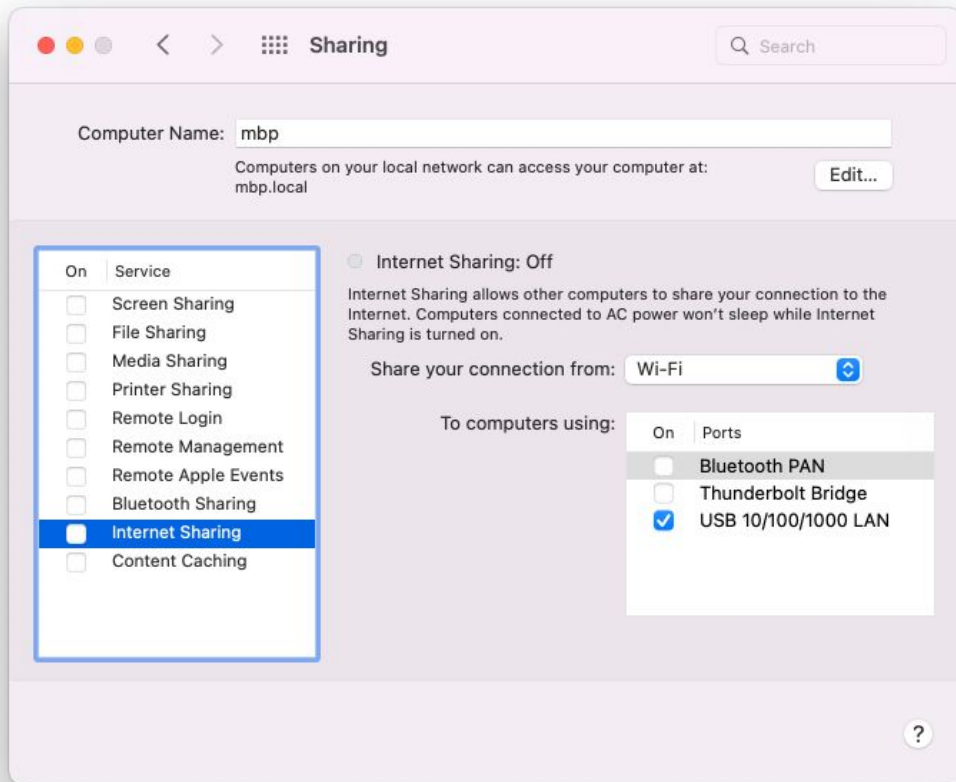 Sharing
Search
Computer Name: mbp
Computers on your local network can access your computer at:
mbp.local
Edit...
On Service
Screen Sharing
File Sharing
Media Sharing
Printer Sharing
Remote Login
Remote Management
Remote Apple Events
Bluetooth Sharing
Internet Sharing
Content Caching
Internet Sharing: Off
Internet Sharing allows other computers to share your connection to the
Internet. Computers connected to AC power won’t sleep while Internet
Sharing is turned on.
Share your connection from: Wi-Fi
To computers using:
On Ports
Bluetooth PAN
Thunderbolt Bridge
USB 10/100/1000 LAN
?